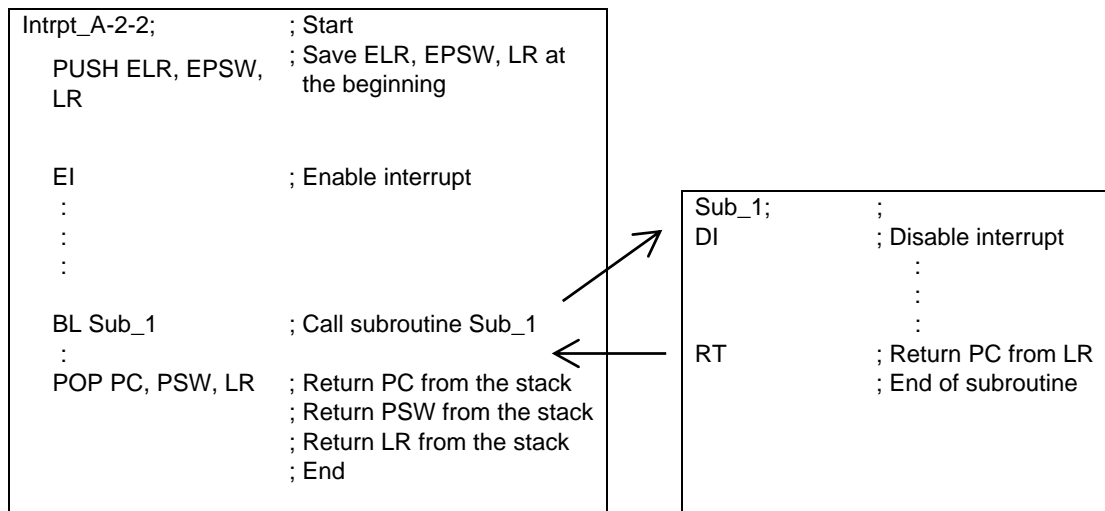 Intrpt_A-2-2; ; Start
PUSH ELR, EPSW, LR ; Save ELR, EPSW, LR at the beginning
EI ; Enable interrupt
:
:
:
BL Sub_1 ; Call subroutine Sub_1
:
POP PC, PSW, LR ; Return PC from the stack
; Return PSW from the stack
; Return LR from the stack
; End
Sub_1; ;
DI ; Disable interrupt
:
:
:
RT ; Return PC from LR
; End of subroutine